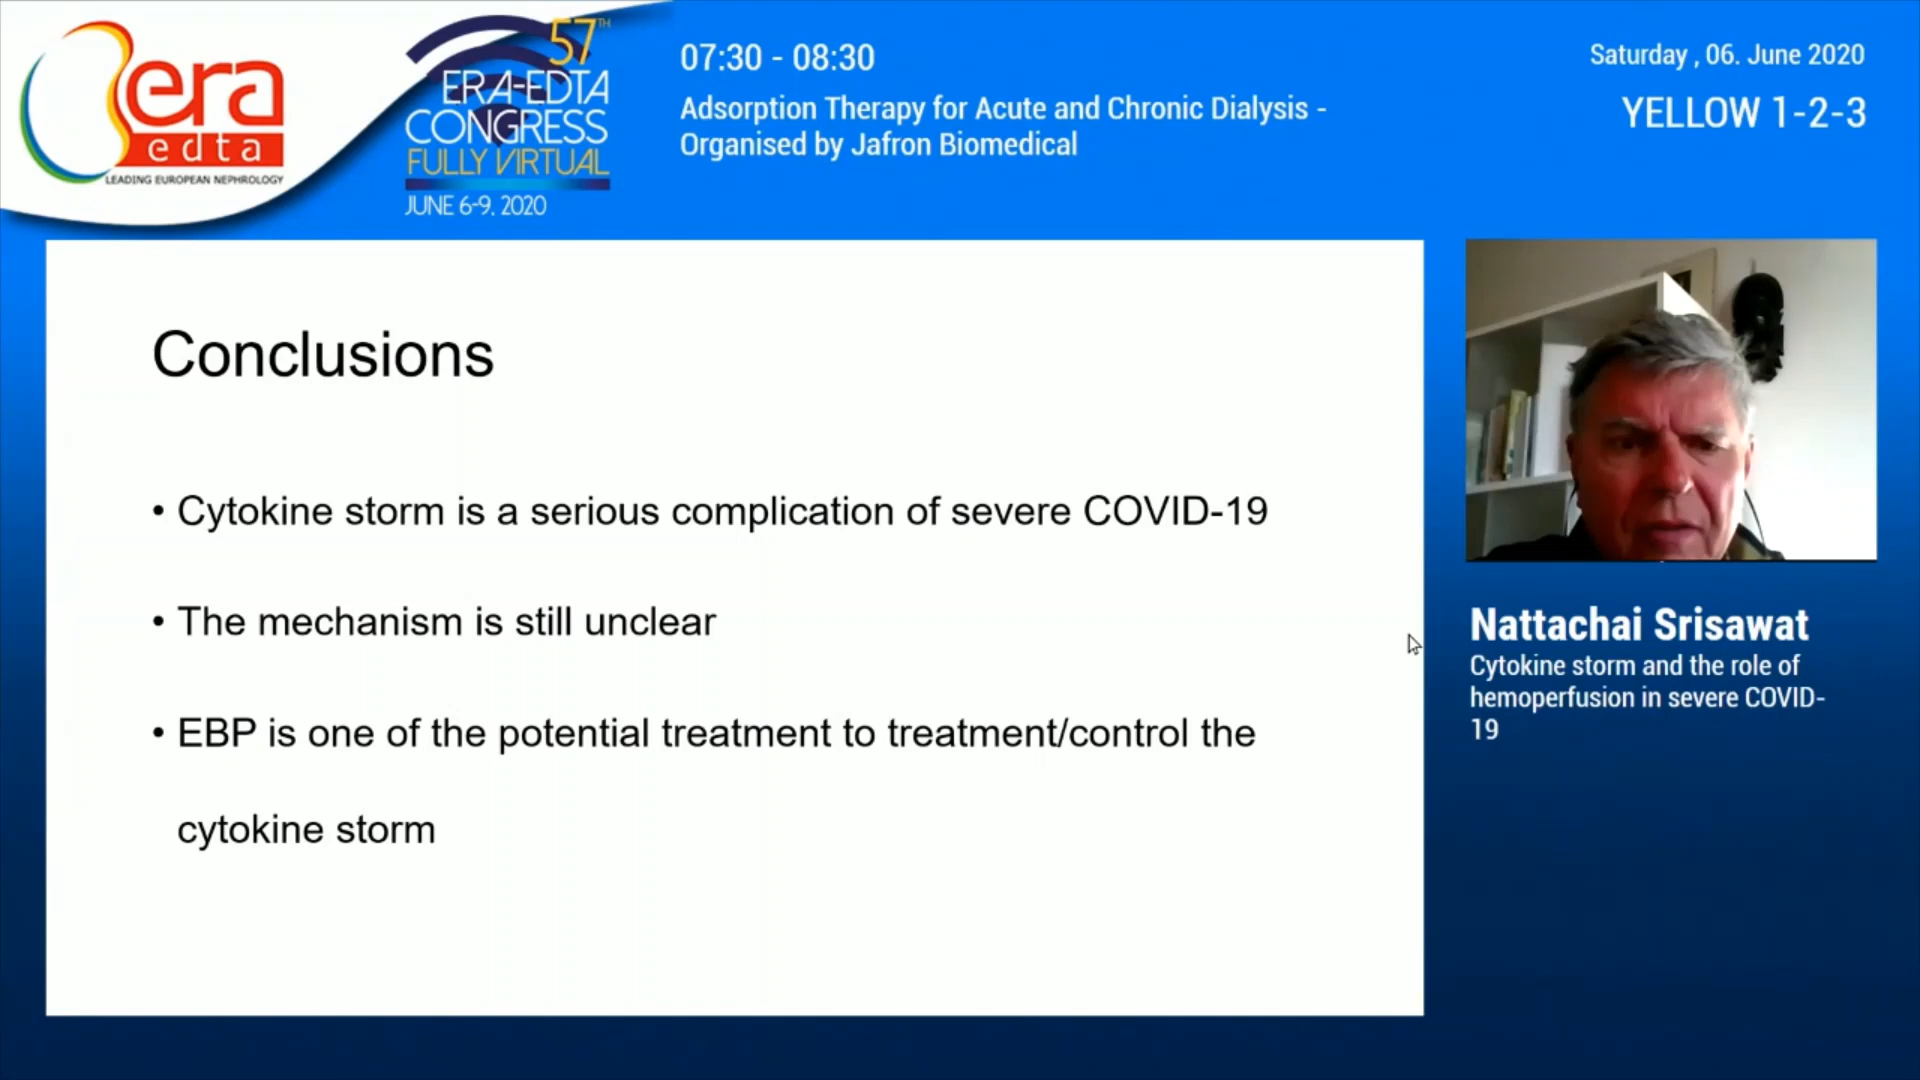 era
edta
LEADING EUROPEAN NEPHROLOGY
57TH
ERA-EDTA
CONGRESS
FULLY VIRTUAL
JUNE 6-9, 2020
07:30 - 08:30
Adsorption Therapy for Acute and Chronic Dialysis -
Organised by Jafron Biomedical
Saturday , 06. June 2020
YELLOW 1-2-3
Conclusions
• Cytokine storm is a serious complication of severe COVID-19
• The mechanism is still unclear
• EBP is one of the potential treatment to treatment/control the
cytokine storm
Nattachai Srisawat
Cytokine storm and the role of
hemoperfusion in severe COVID-
19